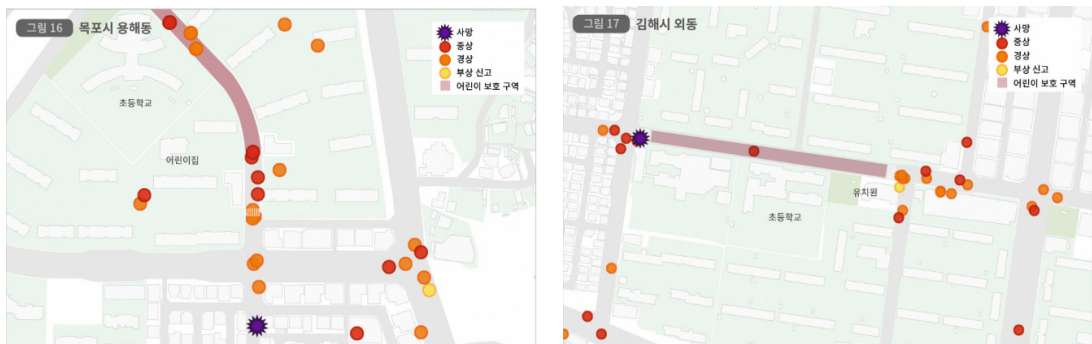 그림 16 목포시 용해동
사망
중상
경상
부상 신고
어린이 보호 구역
초등학교
어린이집
그림 17 김해시 외동
사망
중상
경상
부상 신고
어린이 보호 구역
유치원
초등학교